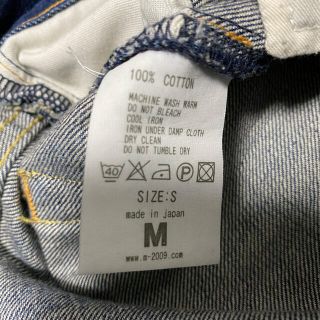 100% COTTON
MACHINE WASH WARM
DO NOT BLEACH
COOL IRON
IRON UNDER DAMP CLOTH
DRY CLEAN
DO NOT TUMBLE DRY
40 P
SIZE:S
made in japan
M
www.m-2009.com